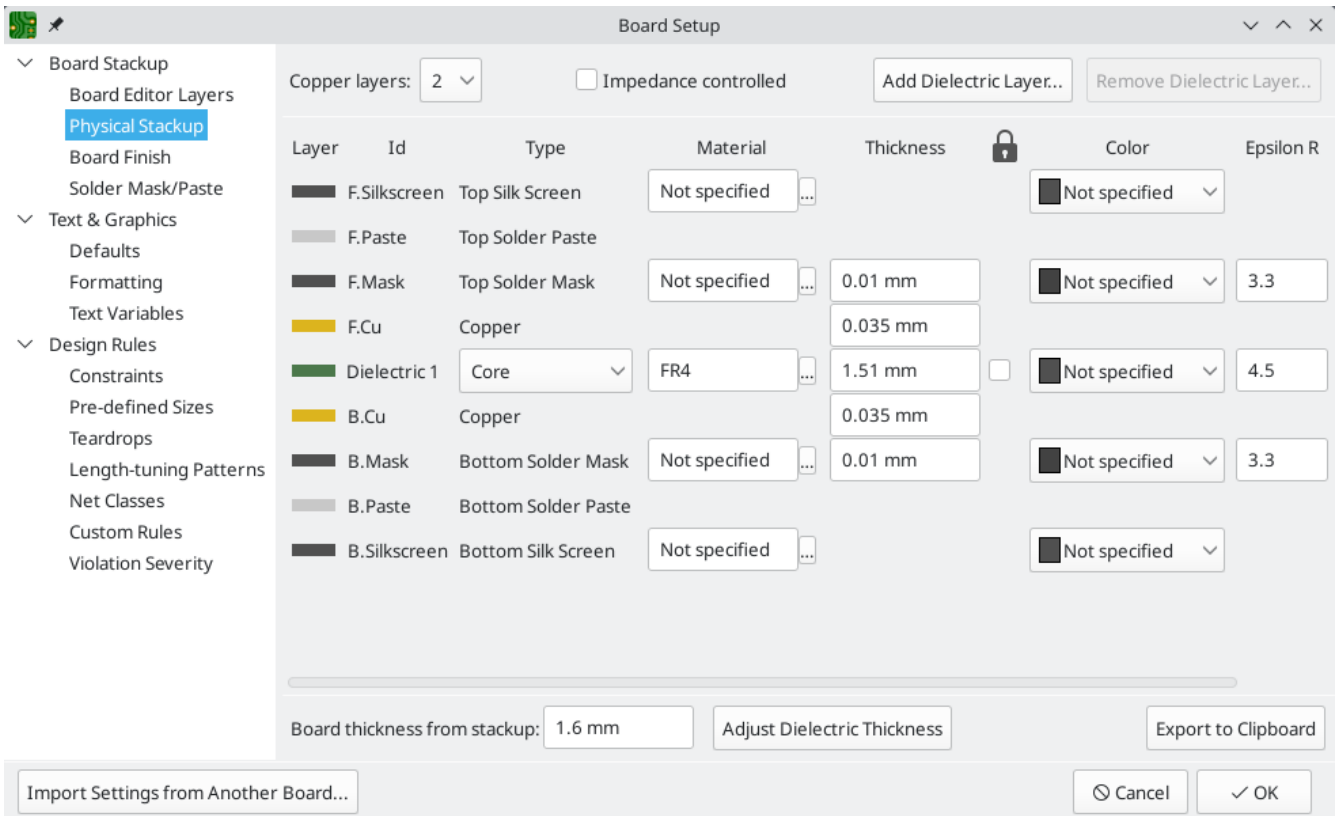 Board Setup
Board Stackup
Board Editor Layers
Physical Stackup
Board Finish
Solder Mask/Paste
Text & Graphics
Defaults
Formatting
Text Variables
Design Rules
Constraints
Pre-defined Sizes
Teardrops
Length-tuning Patterns
Net Classes
Custom Rules
Violation Severity
Copper layers: 2 Impedance controlled Add Dielectric Layer... Remove Dielectric Layer...
Layer Id Type Material Thickness Color Epsilon R
F.Silkscreen Top Silk Screen Not specified ... Not specified
F.Paste Top Solder Paste
F.Mask Top Solder Mask Not specified ... 0.01 mm Not specified 3.3
F.Cu Copper 0.035 mm
Dielectric 1 Core FR4 ... 1.51 mm Not specified 4.5
B.Cu Copper 0.035 mm
B.Mask Bottom Solder Mask Not specified ... 0.01 mm Not specified 3.3
B.Paste Bottom Solder Paste
B.Silkscreen Bottom Silk Screen Not specified ... Not specified
Board thickness from stackup: 1.6 mm Adjust Dielectric Thickness Export to Clipboard
Import Settings from Another Board... Cancel OK